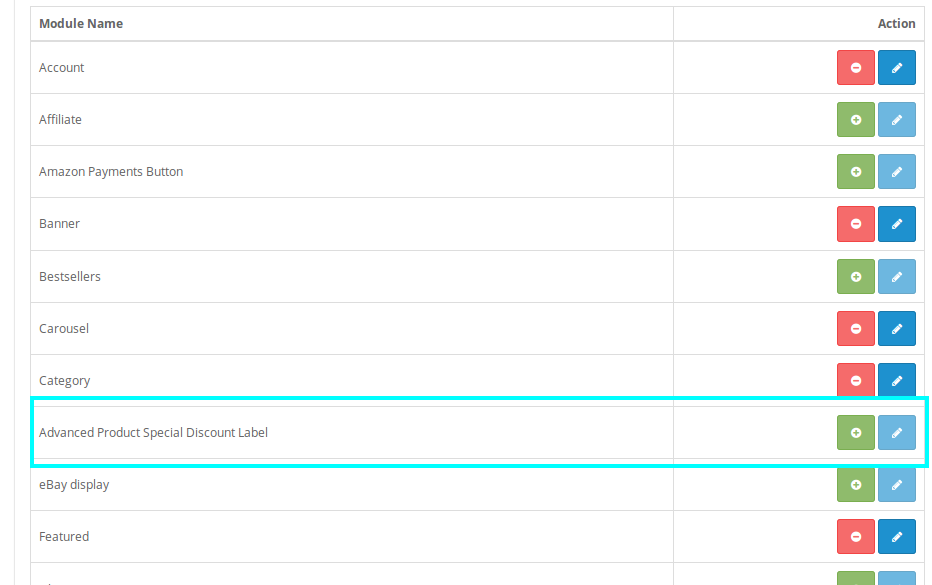 Module Name Action
Account
Affiliate
Amazon Payments Button
Banner
Bestsellers
Carousel
Category
Advanced Product Special Discount Label
eBay display
Featured